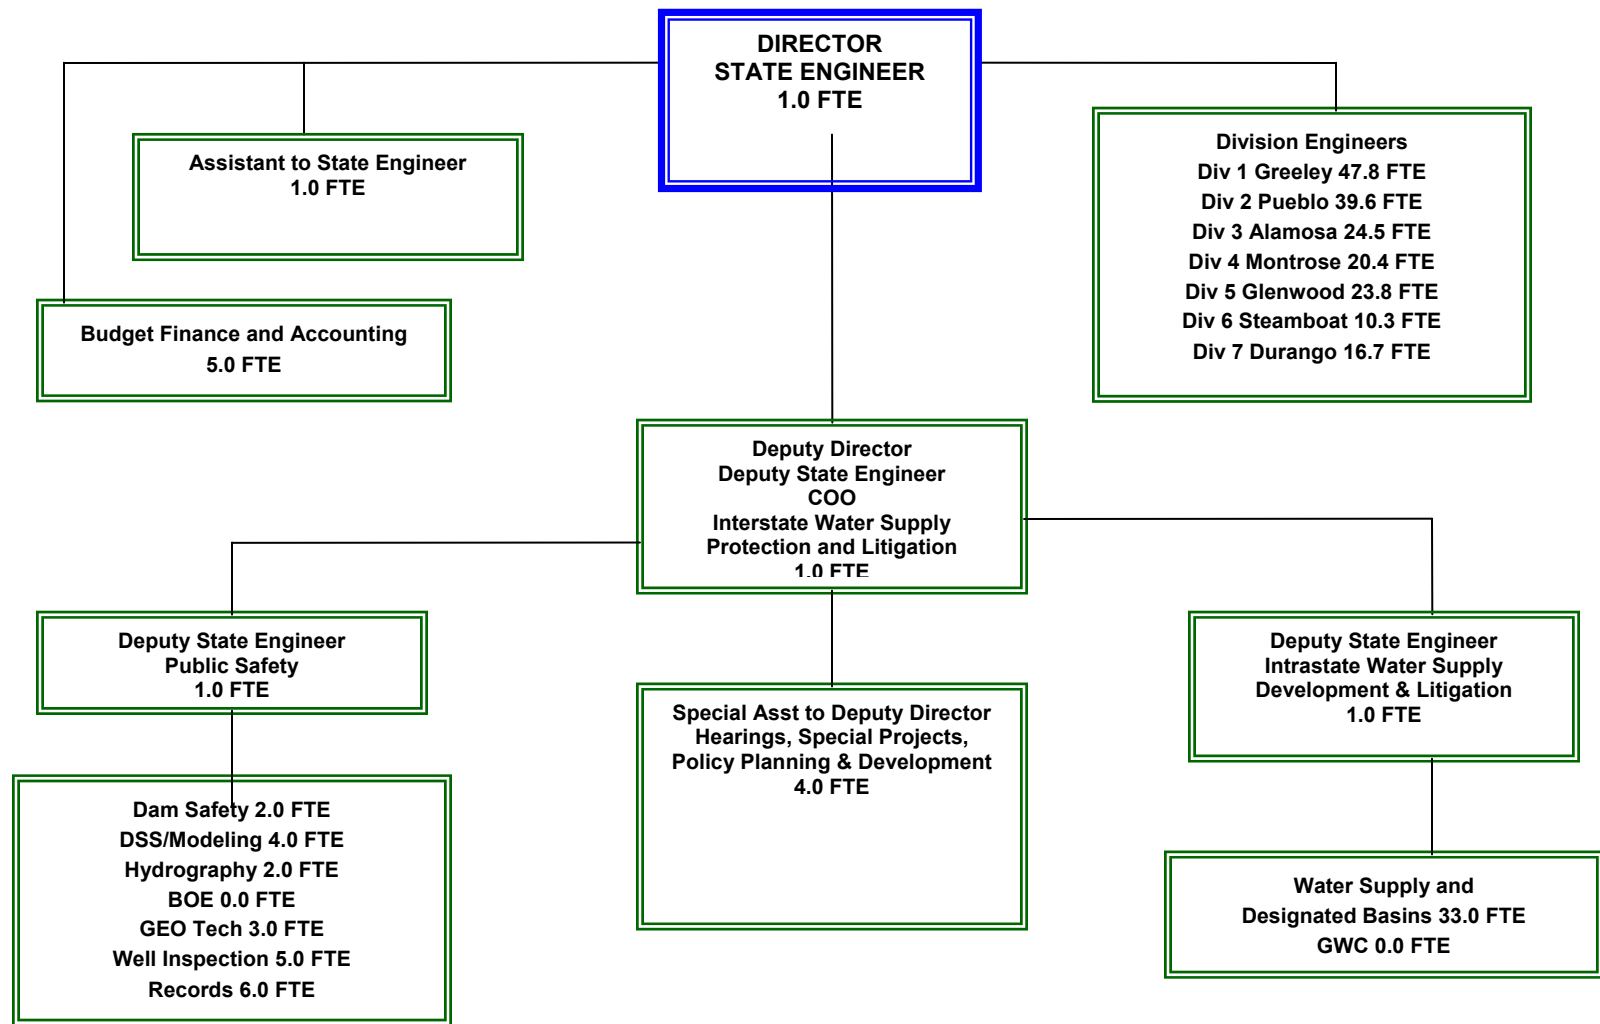 DIRECTOR
STATE ENGINEER
1.0 FTE
Assistant to State Engineer
1.0 FTE
Division Engineers
Div 1 Greeley 47.8 FTE
Div 2 Pueblo 39.6 FTE
Div 3 Alamosa 24.5 FTE
Div 4 Montrose 20.4 FTE
Div 5 Glenwood 23.8 FTE
Div 6 Steamboat 10.3 FTE
Div 7 Durango 16.7 FTE
Budget Finance and Accounting
5.0 FTE
Deputy Director
Deputy State Engineer
COO
Interstate Water Supply
Protection and Litigation
1.0 FTE
Deputy State Engineer
Public Safety
1.0 FTE
Special Asst to Deputy Director
Hearings, Special Projects,
Policy Planning & Development
4.0 FTE
Deputy State Engineer
Intrastate Water Supply
Development & Litigation
1.0 FTE
Dam Safety 2.0 FTE
DSS/Modeling 4.0 FTE
Hydrography 2.0 FTE
BOE 0.0 FTE
GEO Tech 3.0 FTE
Well Inspection 5.0 FTE
Records 6.0 FTE
Water Supply and
Designated Basins 33.0 FTE
GWC 0.0 FTE